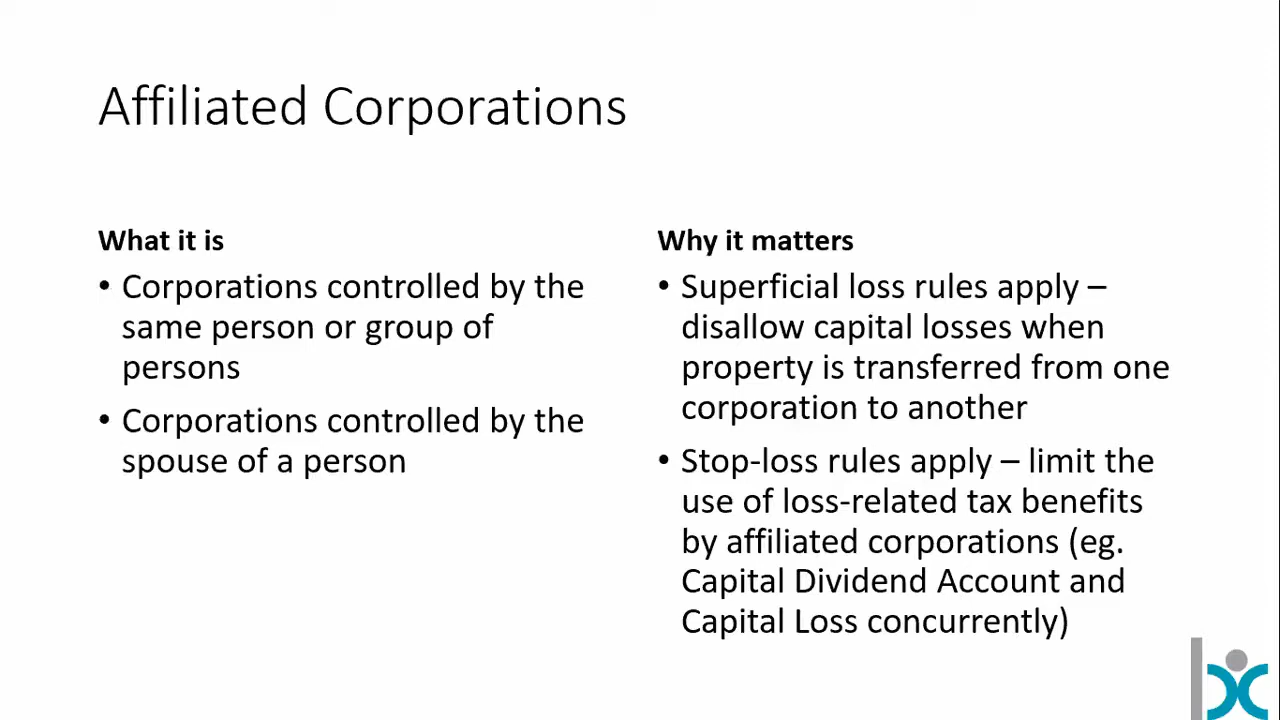 Affiliated Corporations
What it is
• Corporations controlled by the
same person or group of
persons
• Corporations controlled by the
spouse of a person
Why it matters
• Superficial loss rules apply –
disallow capital losses when
property is transferred from one
corporation to another
• Stop-loss rules apply – limit the
use of loss-related tax benefits
by affiliated corporations (eg.
Capital Dividend Account and
Capital Loss concurrently)